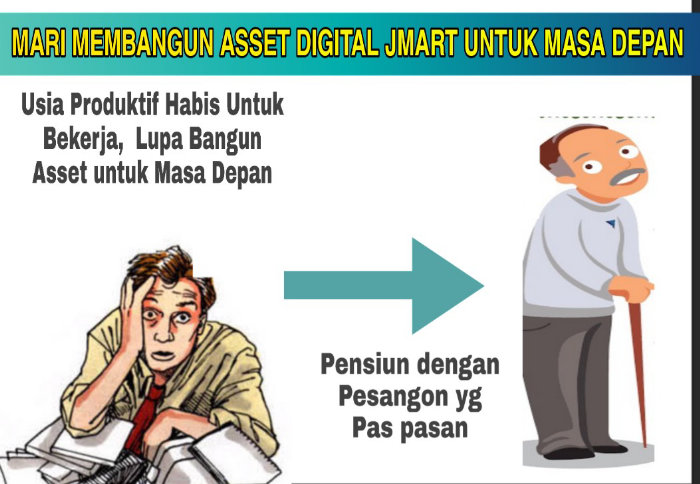 MARI MEMBANGUN ASSET DIGITAL JMART UNTUK MASA DEPAN
Usia Produktif Habis Untuk
Bekerja, Lupa Bangun
Asset untuk Masa Depan
Pensiun dengan
Pesangon yg
Pas pasan